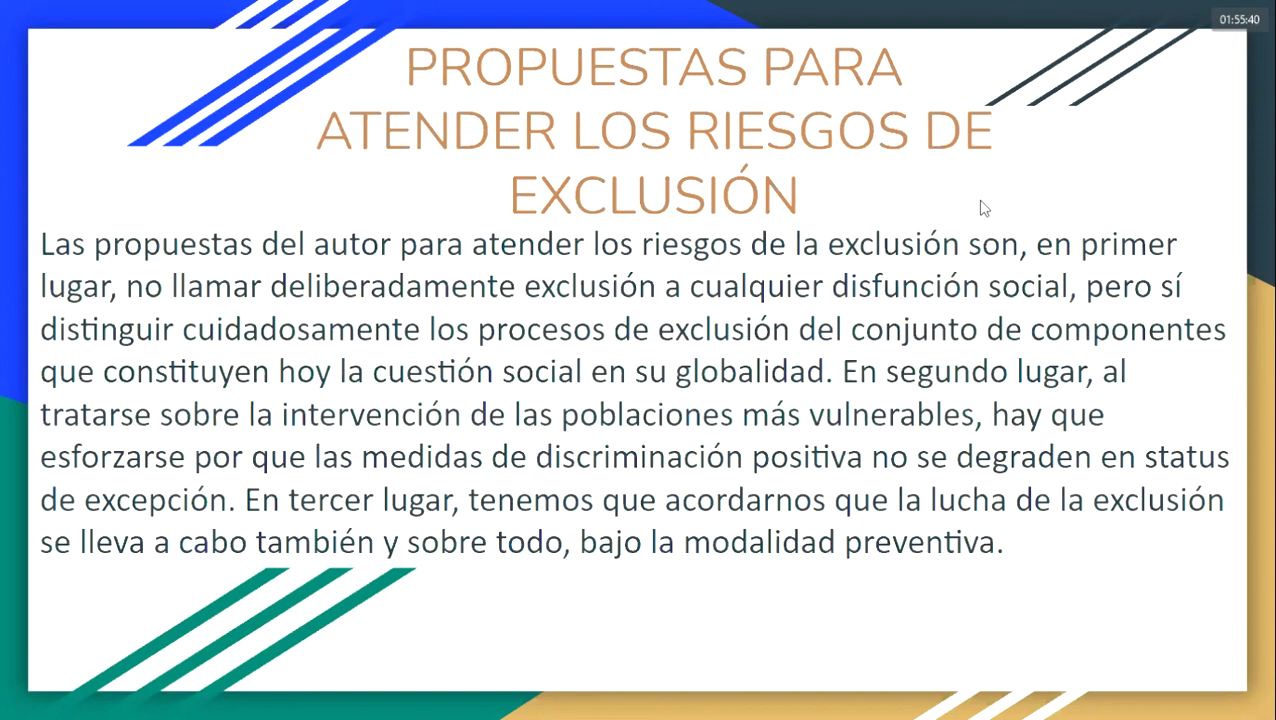 01:55:40
PROPUESTAS PARA
ATENDER LOS RIESGOS DE
EXCLUSIÓN
Las propuestas del autor para atender los riesgos de la exclusión son, en primer
lugar, no llamar deliberadamente exclusión a cualquier disfunción social, pero sí
distinguir cuidadosamente los procesos de exclusión del conjunto de componentes
que constituyen hoy la cuestión social en su globalidad. En segundo lugar, al
tratarse sobre la intervención de las poblaciones más vulnerables, hay que
esforzarse por que las medidas de discriminación positiva no se degraden en status
de excepción. En tercer lugar, tenemos que acordarnos que la lucha de la exclusión
se lleva a cabo también y sobre todo, bajo la modalidad preventiva.